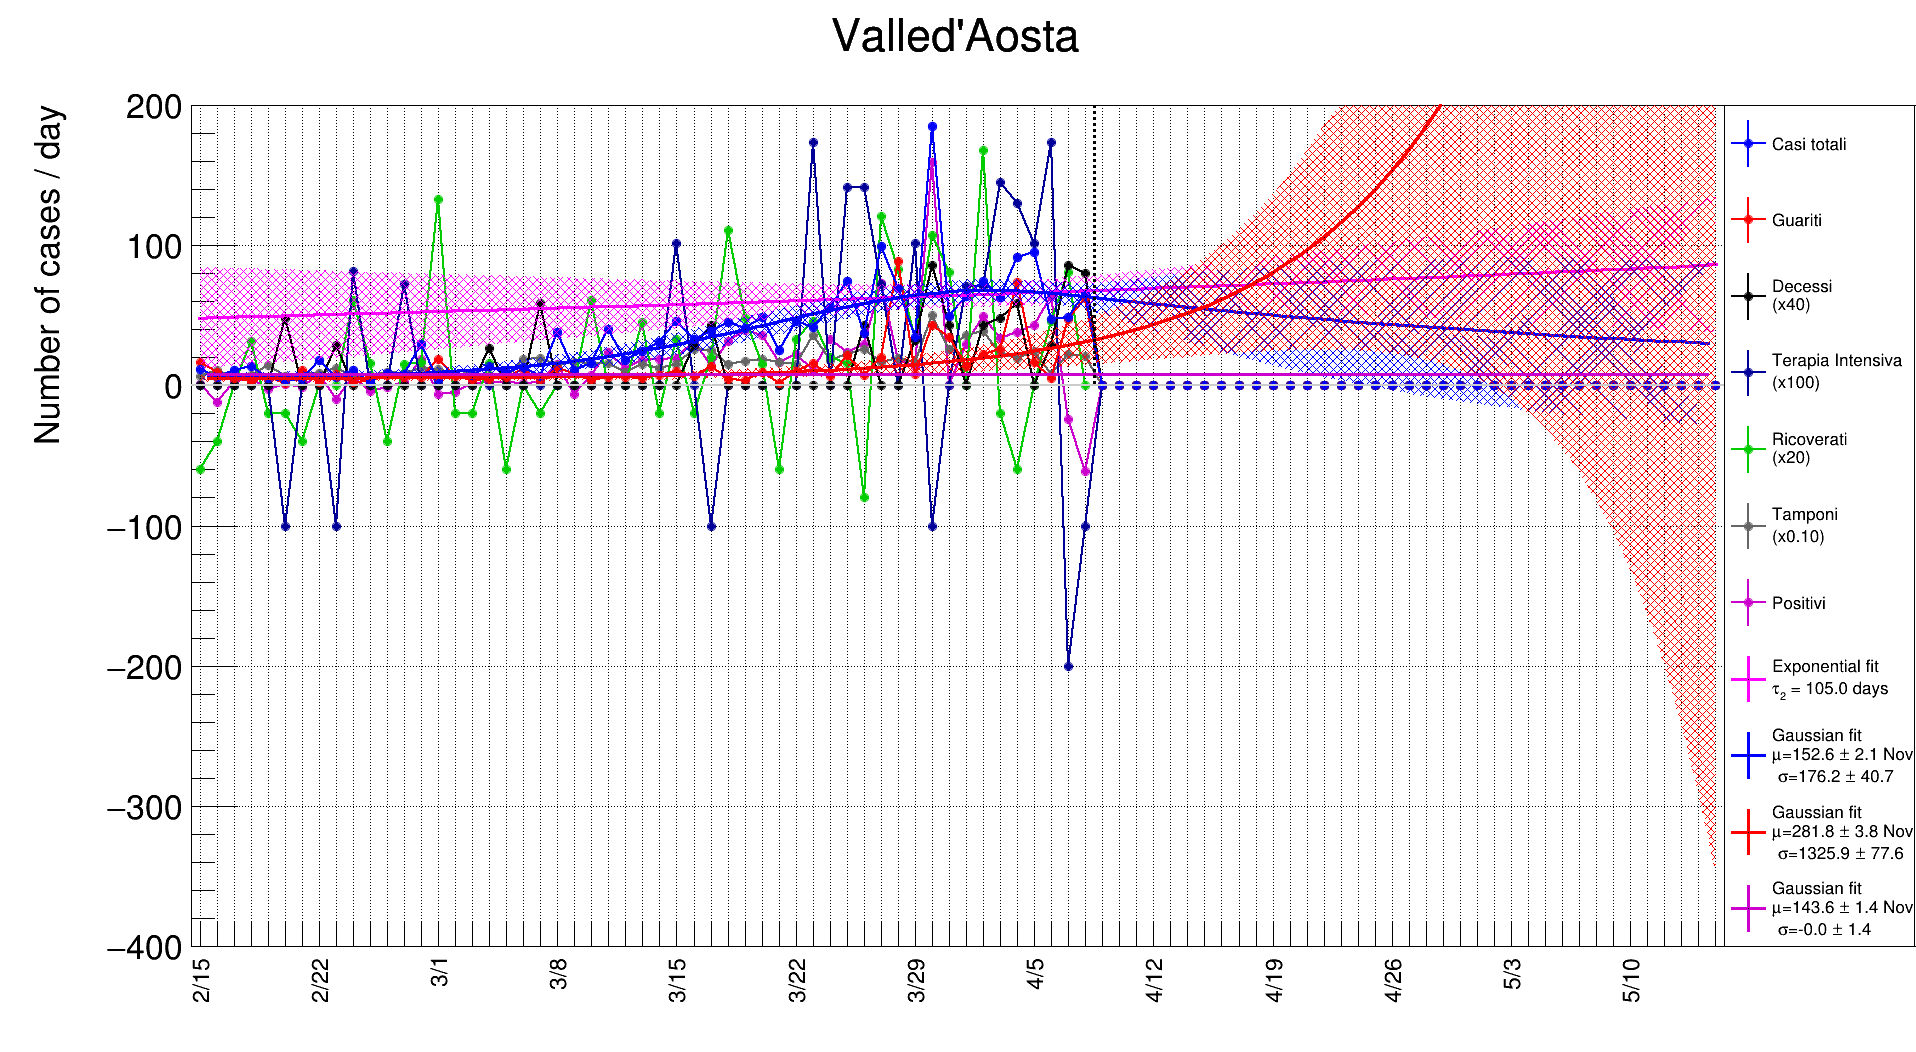 Valled'Aosta
Number of cases / day
200
100
0
−100
−200
−300
−400
2/15
2/22
3/1
3/8
3/15
3/22
3/29
4/5
4/12
4/19
4/26
5/3
5/10
Casi totali
Guariti
Decessi
(x40)
Terapia Intensiva
(x100)
Ricoverati
(x20)
Tamponi
(x0.10)
Positivi
Exponential fit
τ2 = 105.0 days
Gaussian fit
μ=152.6 ± 2.1 Nov
σ=176.2 ± 40.7
Gaussian fit
μ=281.8 ± 3.8 Nov
σ=1325.9 ± 77.6
Gaussian fit
μ=143.6 ± 1.4 Nov
σ=-0.0 ± 1.4